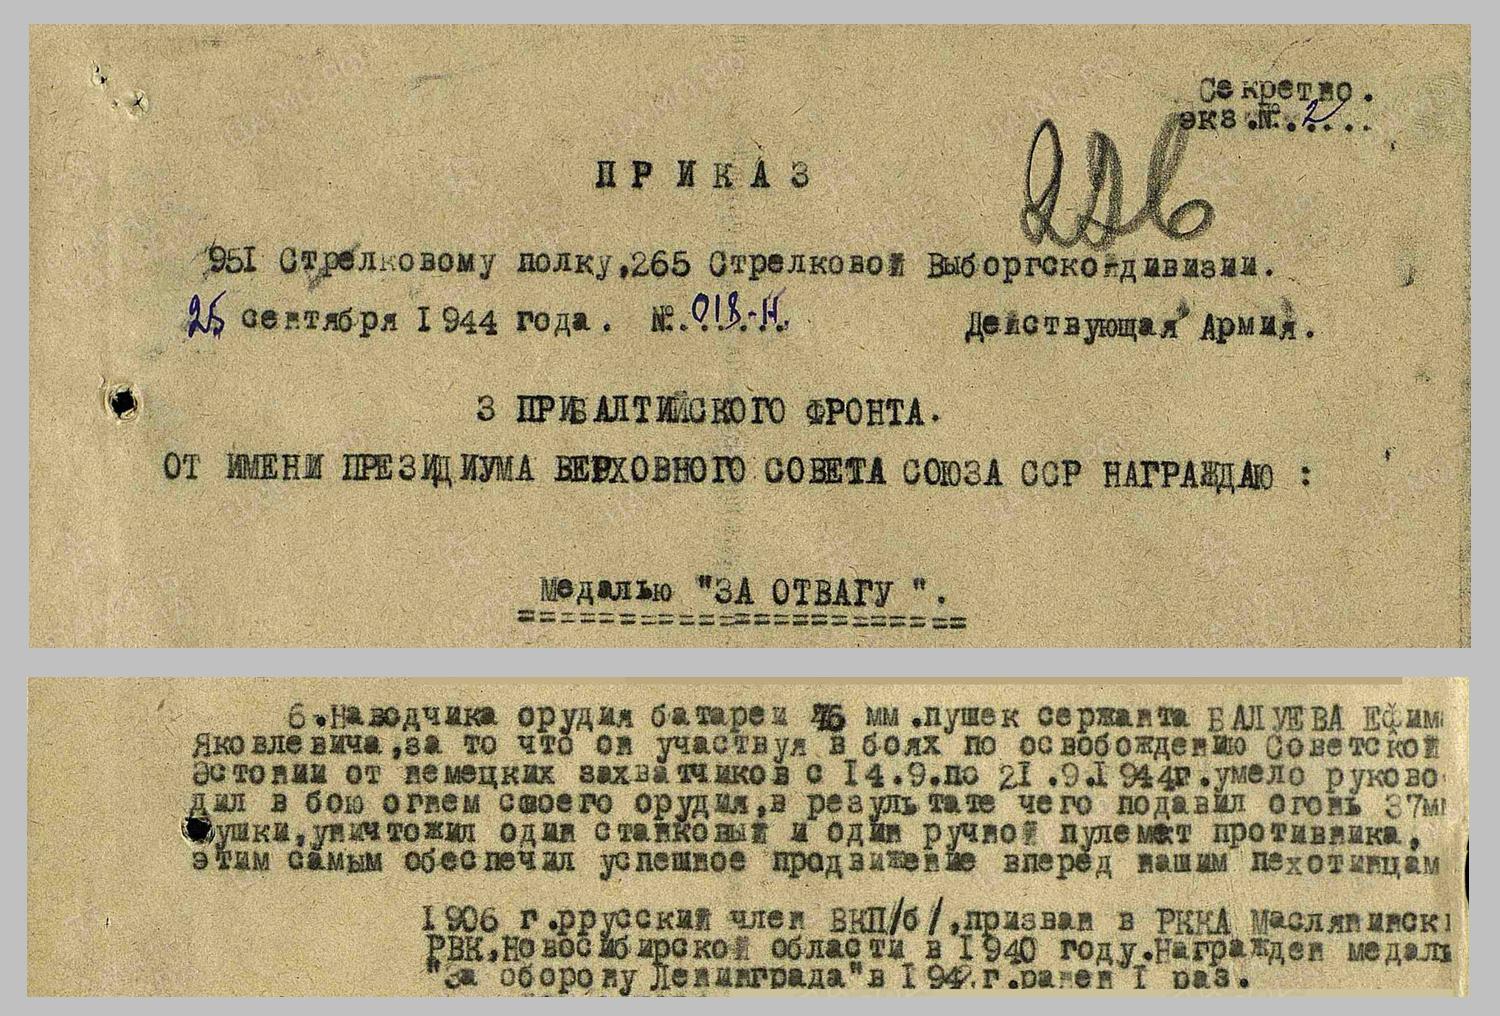 Секретно.
экз.№.2....
226
ПРИКАЗ
951 Стрелковому полку,265 Стрелковой Выборгской дивизии.
25 сентября 1944 года. №..018-Н.
Действующая Армия.
3 ПРИБАЛТИЙСКОГО ФРОНТА.
ОТ ИМЕНИ ПРЕЗИДИУМА ВЕРХОВНОГО СОВЕТА СОЮЗА ССР НАГРАЖДАЮ :
Медалью "ЗА ОТВАГУ ".
6.Наводчика орудия батареи 76 мм.пушек сержанта БАЛУЕВА Ефима
Яковлевича,за то что он участвуя в боях по освобождению Советской
Эстонии от немецких захватчиков с 14.9.по 21.9.1944г.умело руково
дил в бою огнем своего орудия,в результате чего подавил огонь 37мм
пушки,уничтожил один станковый и один ручной пулемет противника,
этим самым обеспечил успешное продвижение вперед нашим пехотинцам
1906 г.ррусский член ВКП/б/,призван в РККА Маслянински
РВК,Новосибирской области в 1940 году.Награжден медаль
"За оборону Ленинграда"в 1942.г.ранен 1 раз.